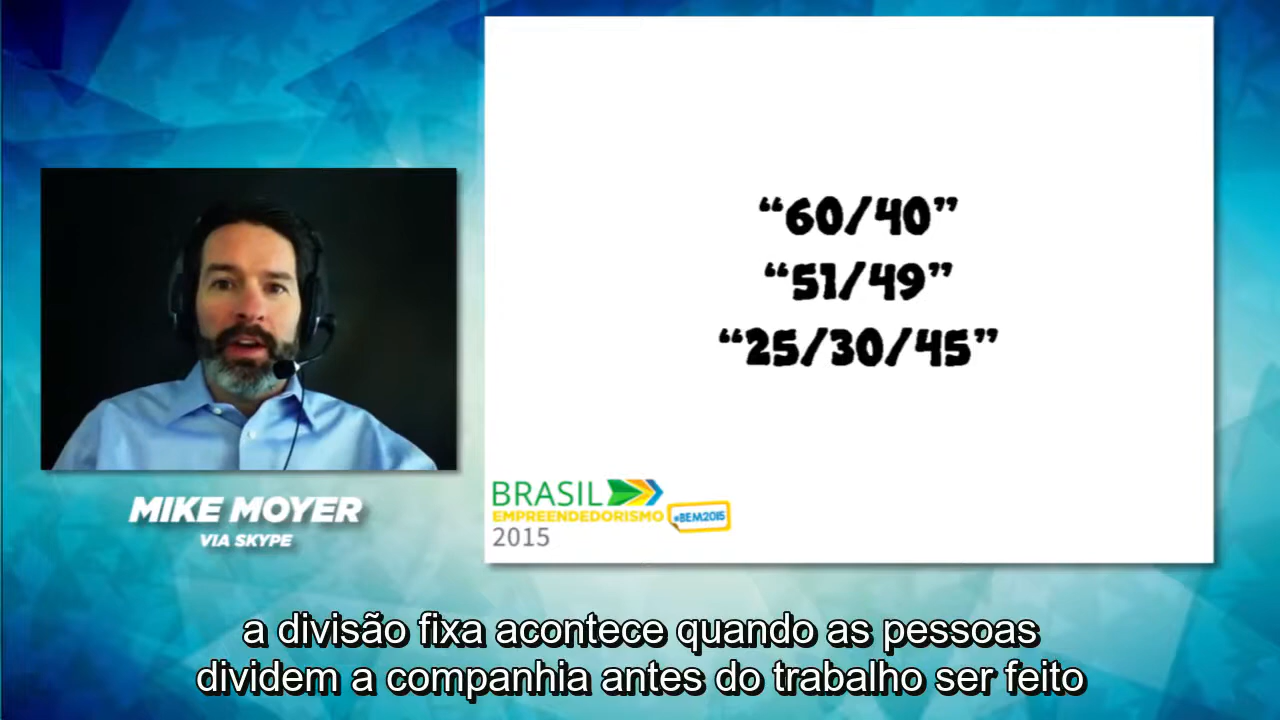 “60/40”
“51/49”
“25/30/45”
BRASIL
EMPREENDEDORISMO
#BEM2015
2015
MIKE MOYER
VIA SKYPE
a divisão fixa acontece quando as pessoas
dividem a companhia antes do trabalho ser feito